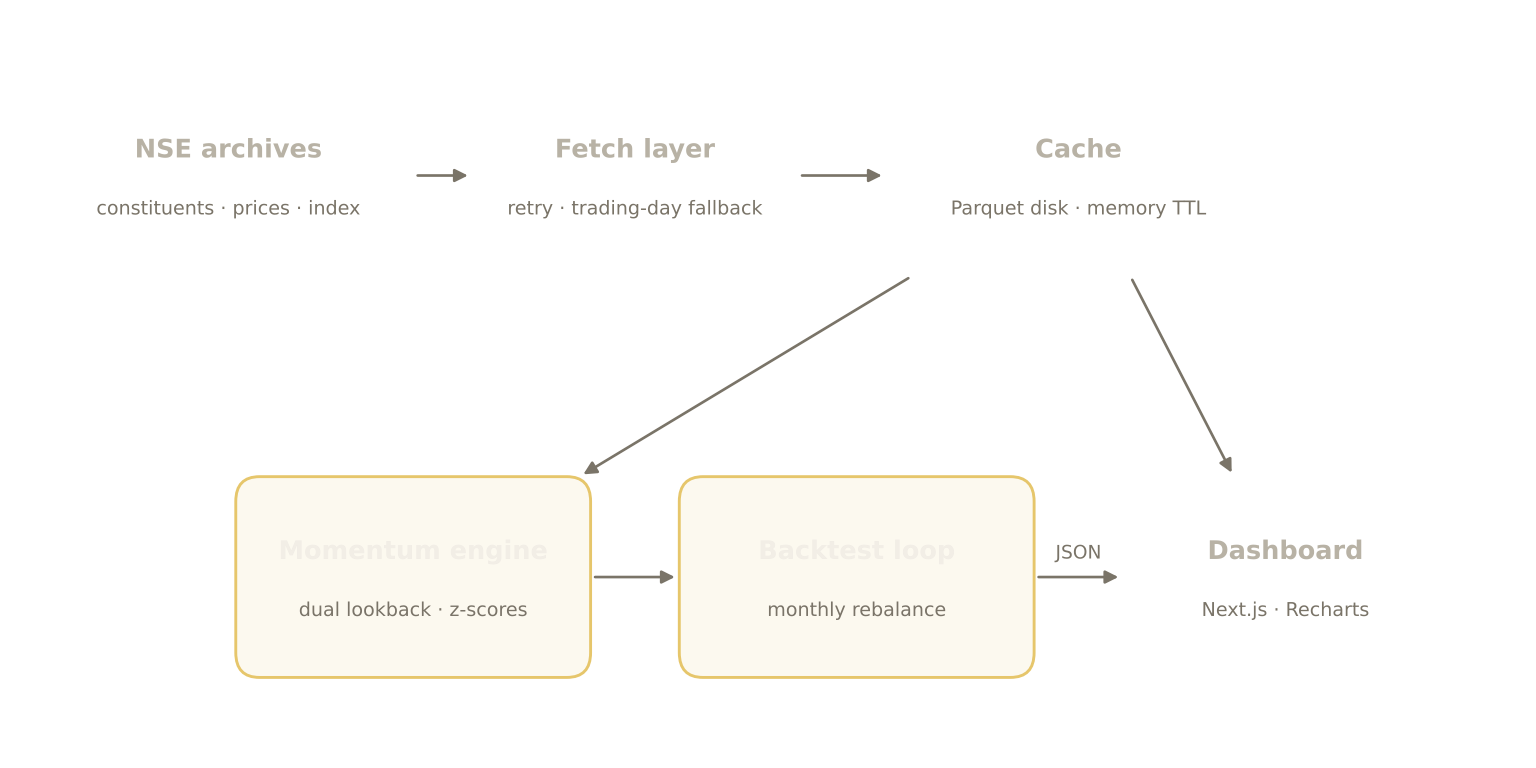 NSE archives
constituents · prices · index
Fetch layer
retry · trading-day fallback
Cache
Parquet disk · memory TTL
Momentum engine
dual lookback · z-scores
Backtest loop
monthly rebalance
JSON
Dashboard
Next.js · Recharts